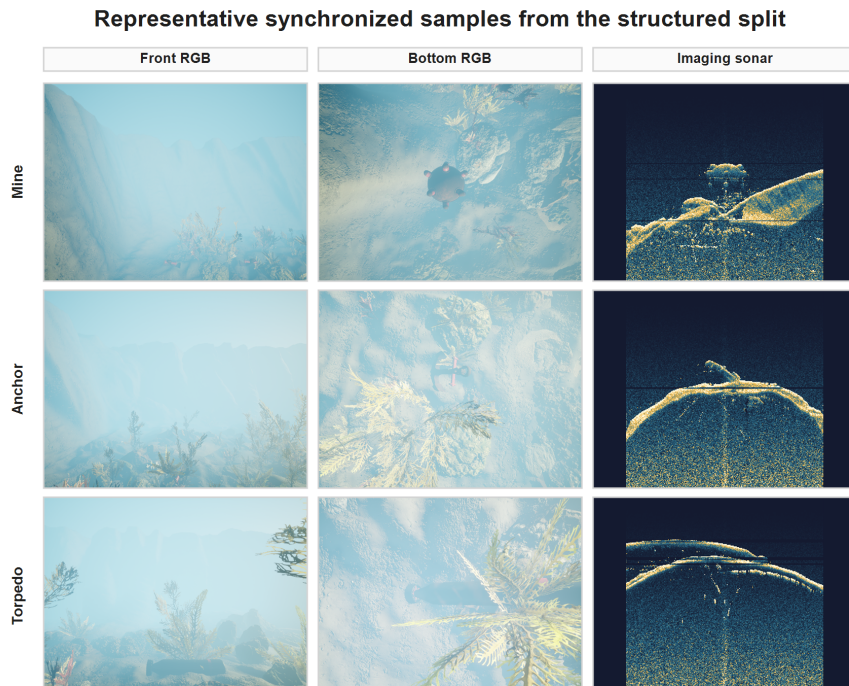 Representative synchronized samples from the structured split
Front RGB
Bottom RGB
Imaging sonar
Mine
Anchor
Torpedo